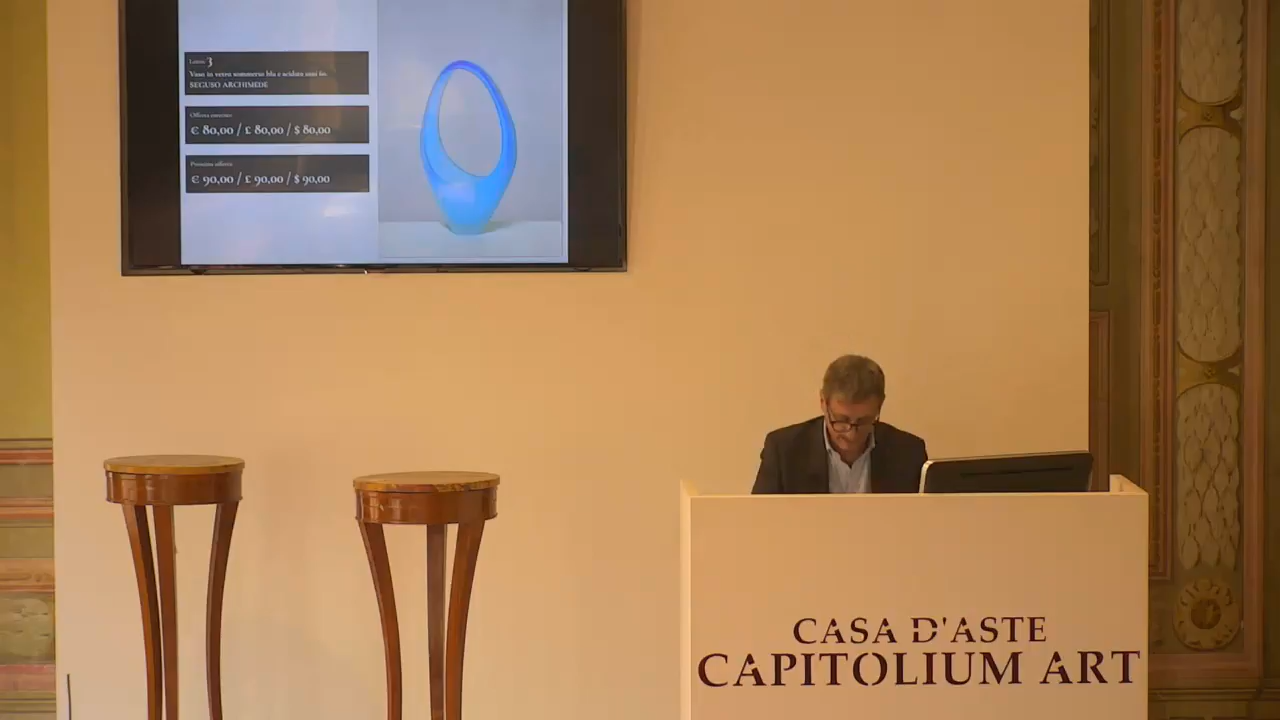 Lotto: 3
Vaso in vetro sommerso blu e acidato anni 60.
SEGUSO ARCHIMEDE
Offerta corrente:
€ 80,00 / £ 80,00 / $ 80,00
Prossima offerta:
€ 90,00 / £ 90,00 / $ 90,00
CASA D'ASTE
CAPITOLIUM ART